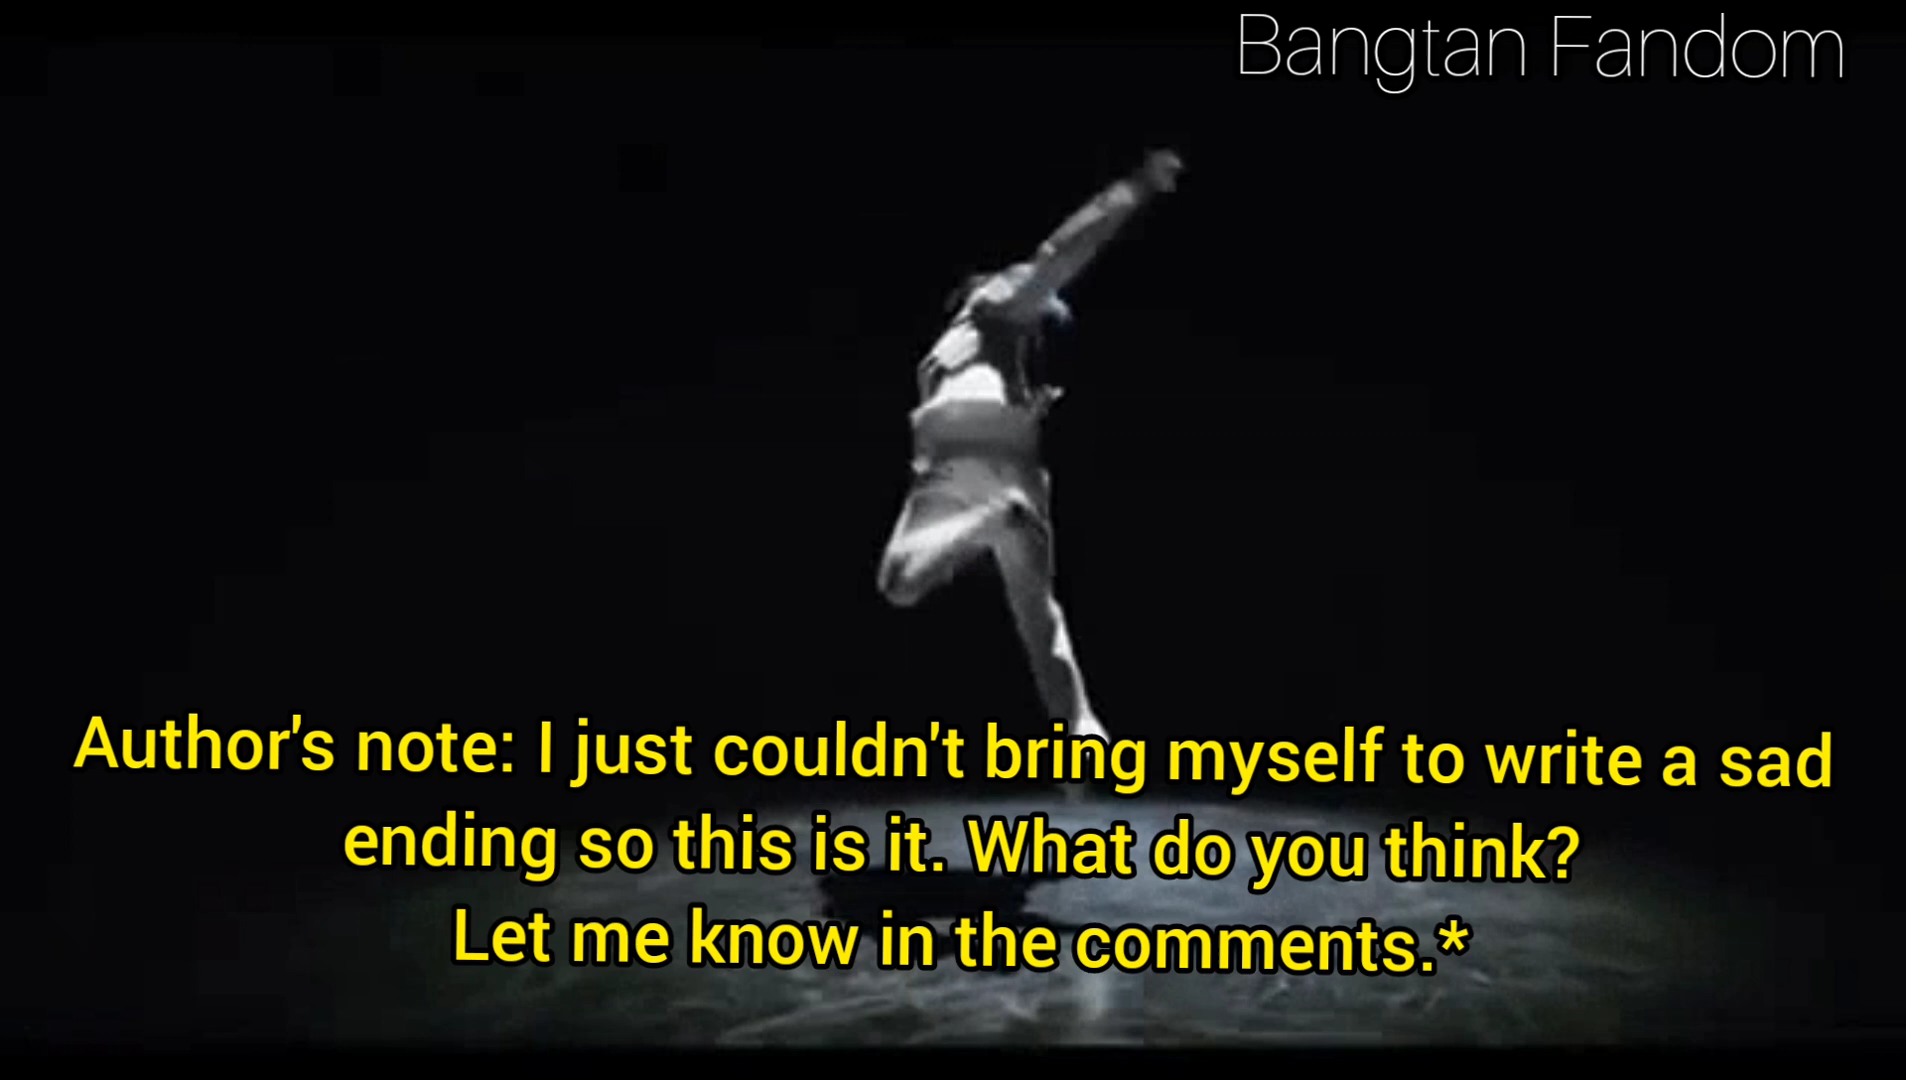 Bangtan Fandom
Author's note: I just couldn't bring myself to write a sad
ending so this is it. What do you think?
Let me know in the comments.*